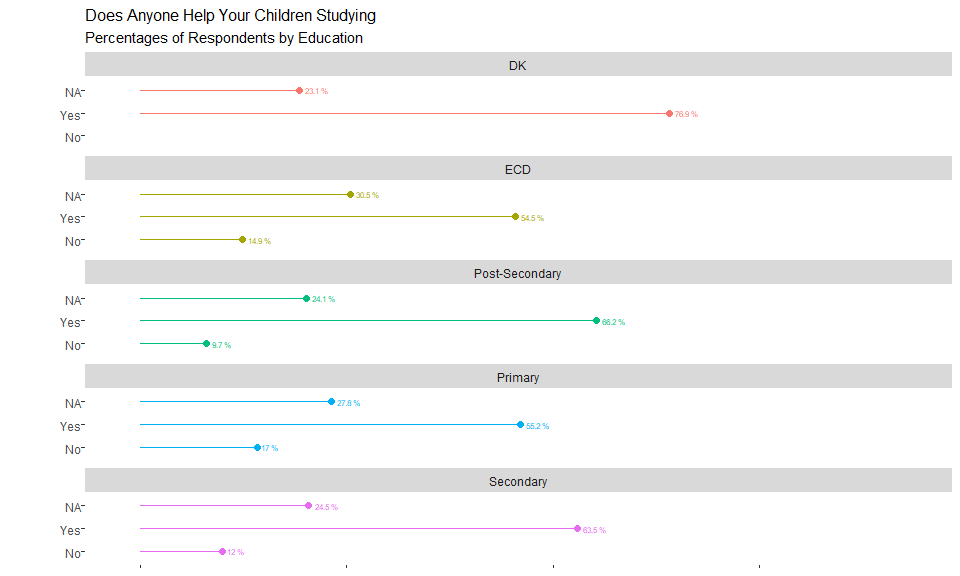 Does Anyone Help Your Children Studying
Percentages of Respondents by Education
DK
NA 23.1 %
Yes 76.9 %
No
ECD
NA 30.5 %
Yes 54.5 %
No 14.9 %
Post-Secondary
NA 24.1 %
Yes 66.2 %
No 9.7 %
Primary
NA 27.8 %
Yes 55.2 %
No 17 %
Secondary
NA 24.5 %
Yes 63.5 %
No 12 %